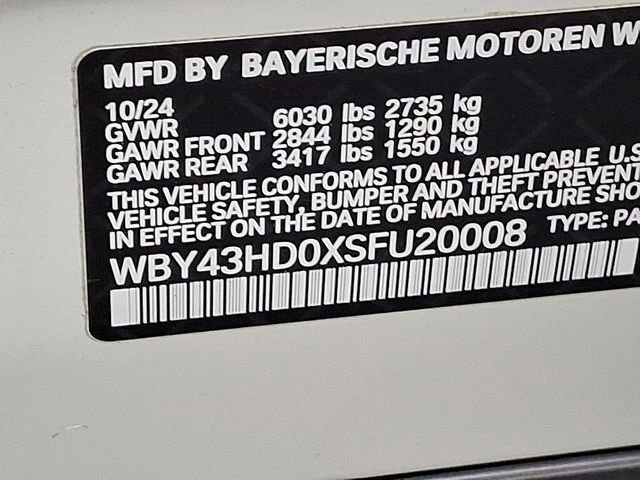 MFD BY BAYERISCHE MOTOREN W
10/24
GVWR 6030 lbs 2735 kg
GAWR FRONT 2844 lbs 1290 kg
GAWR REAR 3417 lbs 1550 kg
THIS VEHICLE CONFORMS TO ALL APPLICABLE U.S
VEHICLE SAFETY, BUMPER AND THEFT PREVENT
IN EFFECT ON THE DATE OF MANUFACTURE SHO
WBY43HD0XSFU20008 TYPE: PA